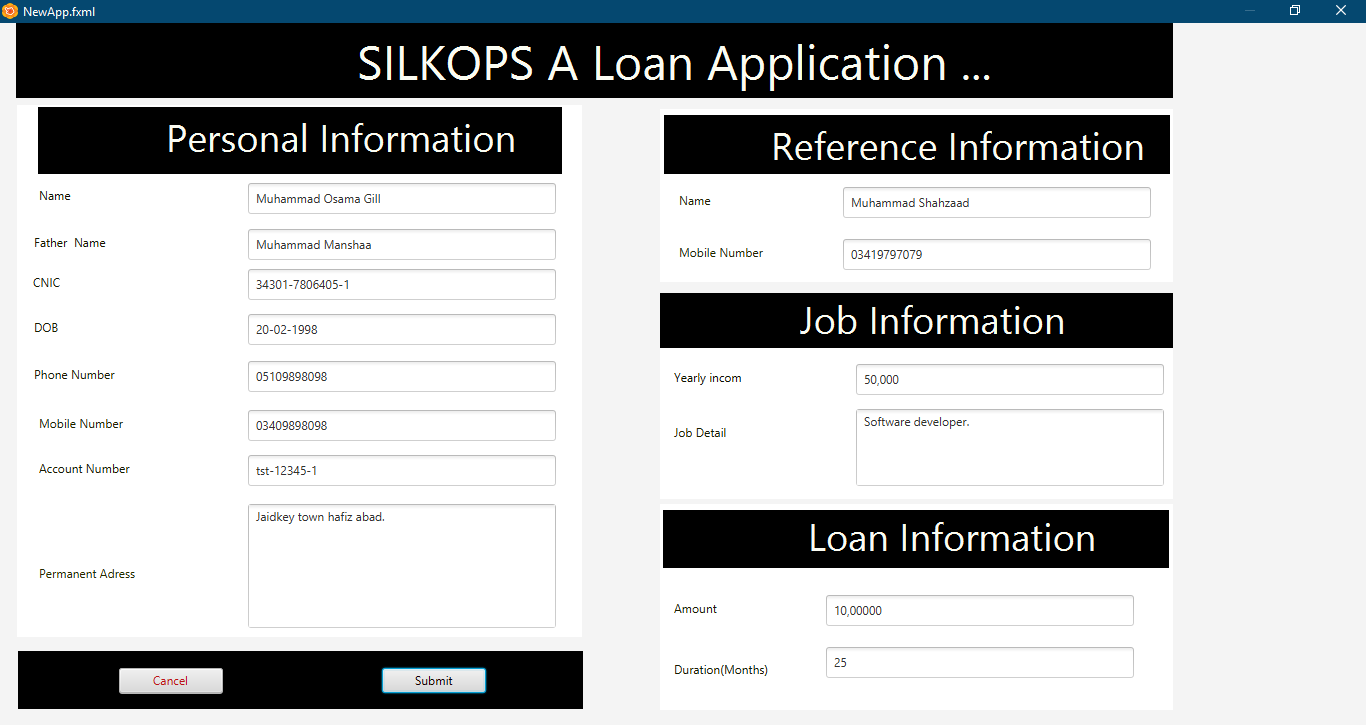 NewApp.fxml
SILKOPS A Loan Application ...
Personal Information
Name
Muhammad Osama Gill
Father  Name
Muhammad Manshaa
CNIC
34301-7806405-1
DOB
20-02-1998
Phone Number
05109898098
Mobile Number
03409898098
Account Number
tst-12345-1
Permanent Adress
Jaidkey town hafiz abad.
Cancel
Submit
Reference Information
Name
Muhammad Shahzaad
Mobile Number
03419797079
Job Information
Yearly incom
50,000
Job Detail
Software developer.
Loan Information
Amount
10,00000
Duration(Months)
25